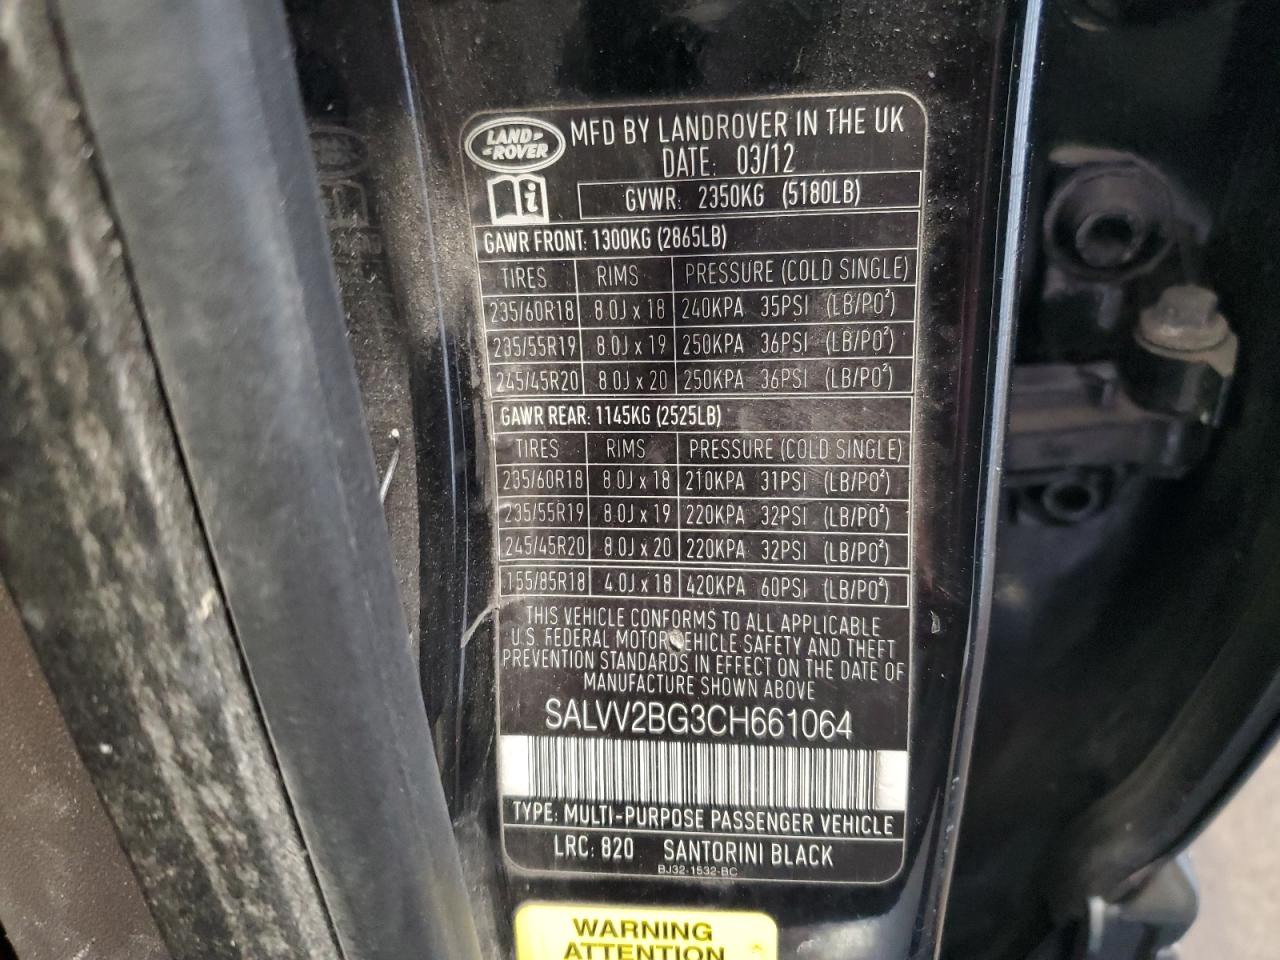 LAND-
-ROVER
MFD BY LANDROVER IN THE UK
DATE: 03/12
i
GVWR: 2350KG (5180LB)
GAWR FRONT: 1300KG (2865LB)
TIRES RIMS PRESSURE (COLD SINGLE)
235/60R18 8.0J x 18 240KPA 35PSI (LB/PO²)
235/55R19 8.0J x 19 250KPA 36PSI (LB/PO²)
245/45R20 8.0J x 20 250KPA 36PSI (LB/PO²)
GAWR REAR: 1145KG (2525LB)
TIRES RIMS PRESSURE (COLD SINGLE)
235/60R18 8.0J x 18 210KPA 31PSI (LB/PO²)
235/55R19 8.0J x 19 220KPA 32PSI (LB/PO²)
245/45R20 8.0J x 20 220KPA 32PSI (LB/PO²)
155/85R18 4.0J x 18 420KPA 60PSI (LB/PO²)
THIS VEHICLE CONFORMS TO ALL APPLICABLE
U.S. FEDERAL MOTOR VEHICLE SAFETY AND THEFT
PREVENTION STANDARDS IN EFFECT ON THE DATE OF
MANUFACTURE SHOWN ABOVE
SALVV2BG3CH661064
TYPE: MULTI-PURPOSE PASSENGER VEHICLE
LRC: 820 SANTORINI BLACK
BJ32-1532-BC
WARNING
ATTENTION